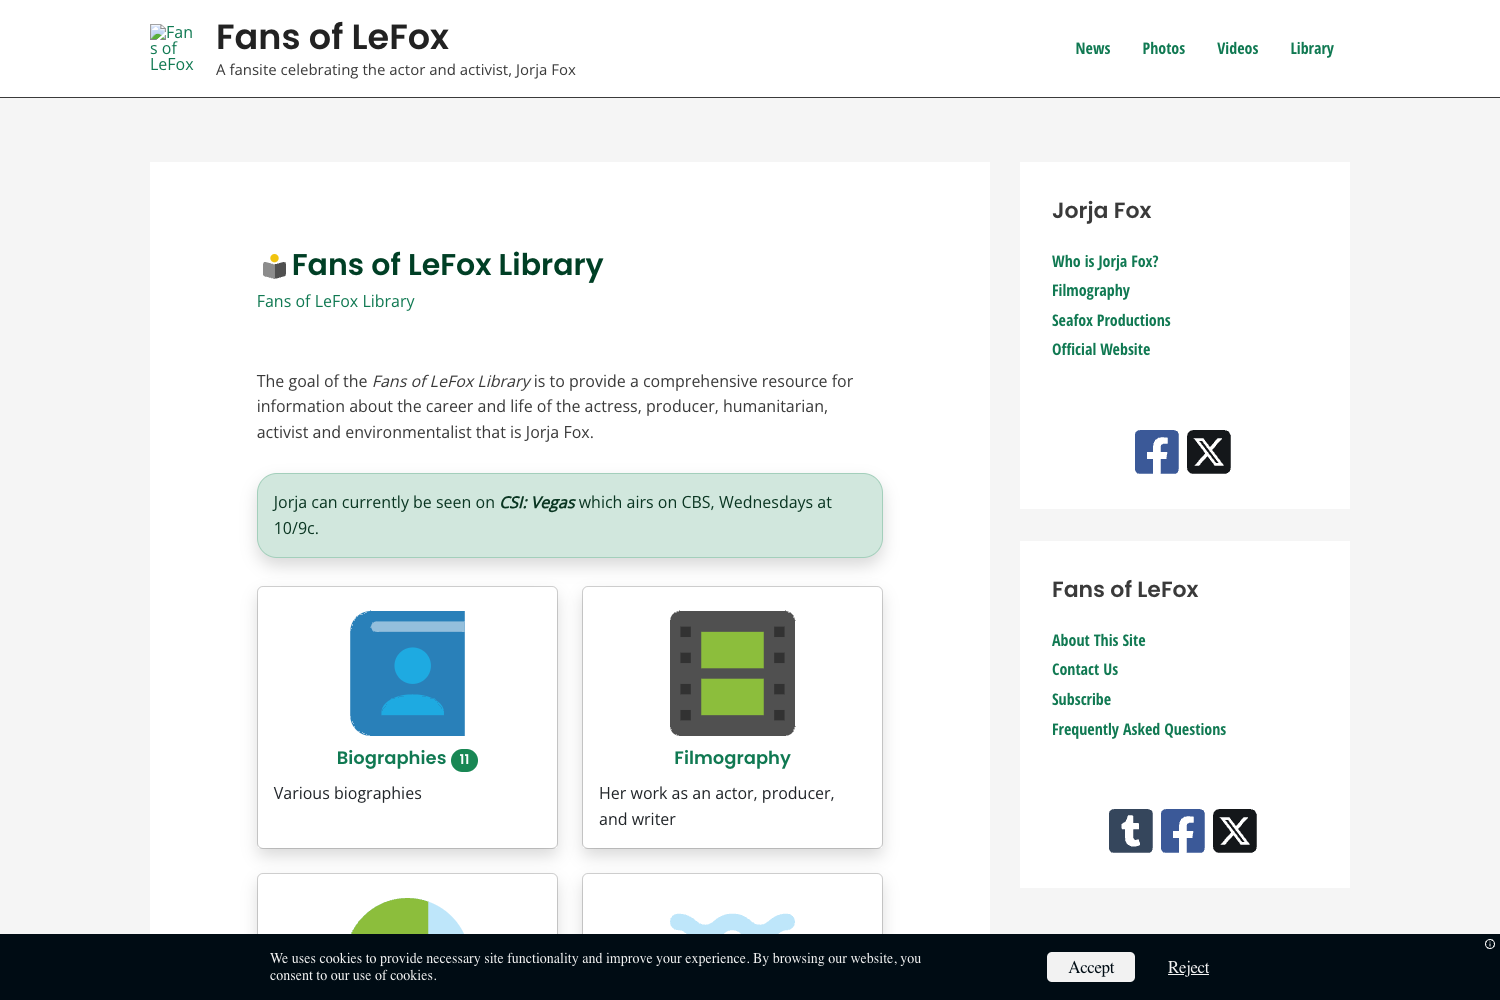 Fans of LeFox
Fans of LeFox
A fansite celebrating the actor and activist, Jorja Fox
News
Photos
Videos
Library
Fans of LeFox Library
Fans of LeFox Library
The goal of the Fans of LeFox Library is to provide a comprehensive resource for
information about the career and life of the actress, producer, humanitarian,
activist and environmentalist that is Jorja Fox.
Jorja can currently be seen on CSI: Vegas which airs on CBS, Wednesdays at
10/9c.
Biographies 11
Various biographies
Filmography
Her work as an actor, producer,
and writer
Jorja Fox
Who is Jorja Fox?
Filmography
Seafox Productions
Official Website
Fans of LeFox
About This Site
Contact Us
Subscribe
Frequently Asked Questions
We uses cookies to provide necessary site functionality and improve your experience. By browsing our website, you
consent to our use of cookies.
Accept
Reject